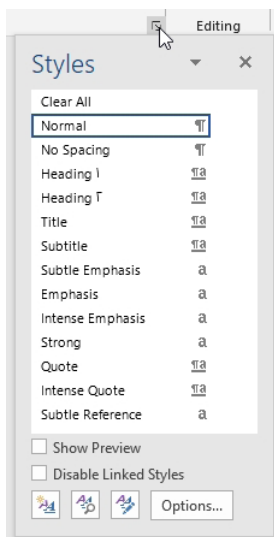 Editing
Styles
Clear All
Normal ¶
No Spacing ¶
Heading ١ ¶a
Heading ٢ ¶a
Title ¶a
Subtitle ¶a
Subtle Emphasis a
Emphasis a
Intense Emphasis a
Strong a
Quote ¶a
Intense Quote ¶a
Subtle Reference a
Show Preview
Disable Linked Styles
Options...